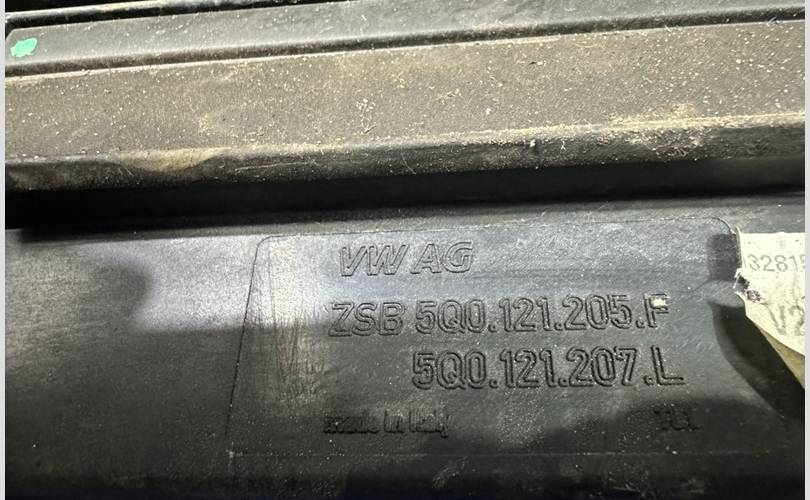 VW AG
ZSB 5Q0.121.205.F
5Q0.121.207.L
made in Italy